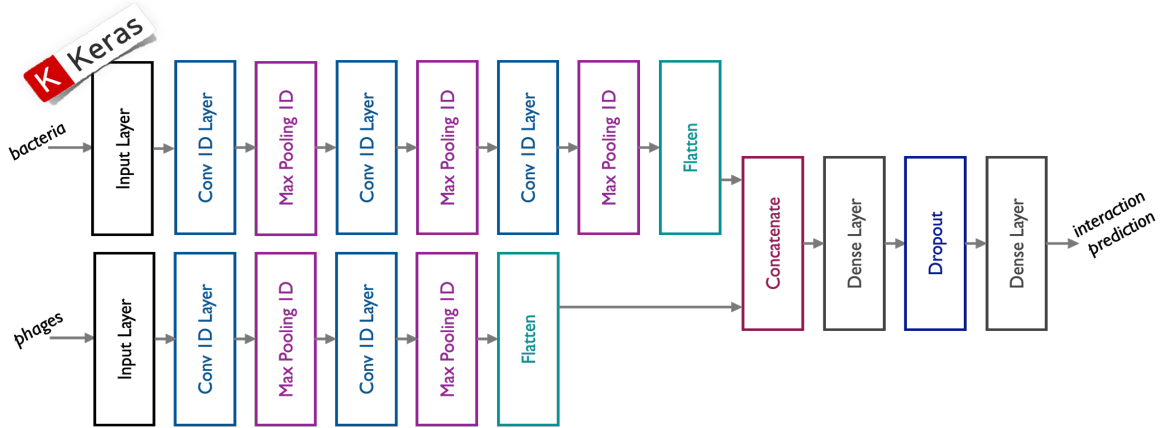 K Keras
bacteria
Input Layer
Conv 1D Layer
Max Pooling 1D
Conv 1D Layer
Max Pooling 1D
Conv 1D Layer
Max Pooling 1D
Flatten
phages
Input Layer
Conv 1D Layer
Max Pooling 1D
Conv 1D Layer
Max Pooling 1D
Flatten
Concatenate
Dense Layer
Dropout
Dense Layer
interaction
prediction